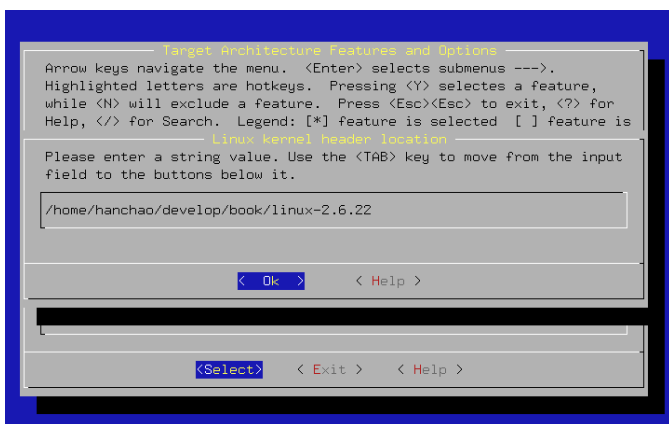 Target Architecture Features and Options
Arrow keys navigate the menu. <Enter> selects submenus --->.
Highlighted letters are hotkeys. Pressing <Y> selectes a feature,
while <N> will exclude a feature. Press <Esc><Esc> to exit, <?> for
Help, </> for Search. Legend: [*] feature is selected [ ] feature is
Linux kernel header location
Please enter a string value. Use the <TAB> key to move from the input
field to the buttons below it.
/home/hanchao/develop/book/linux-2.6.22
< Ok > < Help >
<Select> < Exit > < Help >